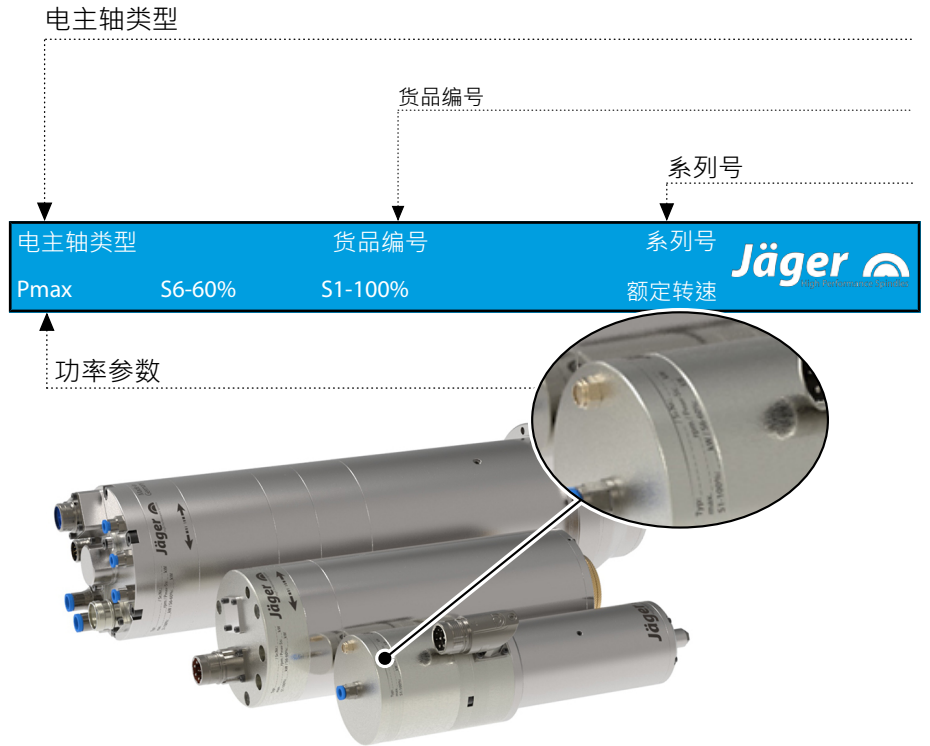 电主轴类型
货品编号
系列号
电主轴类型 货品编号 系列号
Jäger
Pmax S6-60% S1-100% 额定转速
功率参数
Jäger
Jäger
Jäger